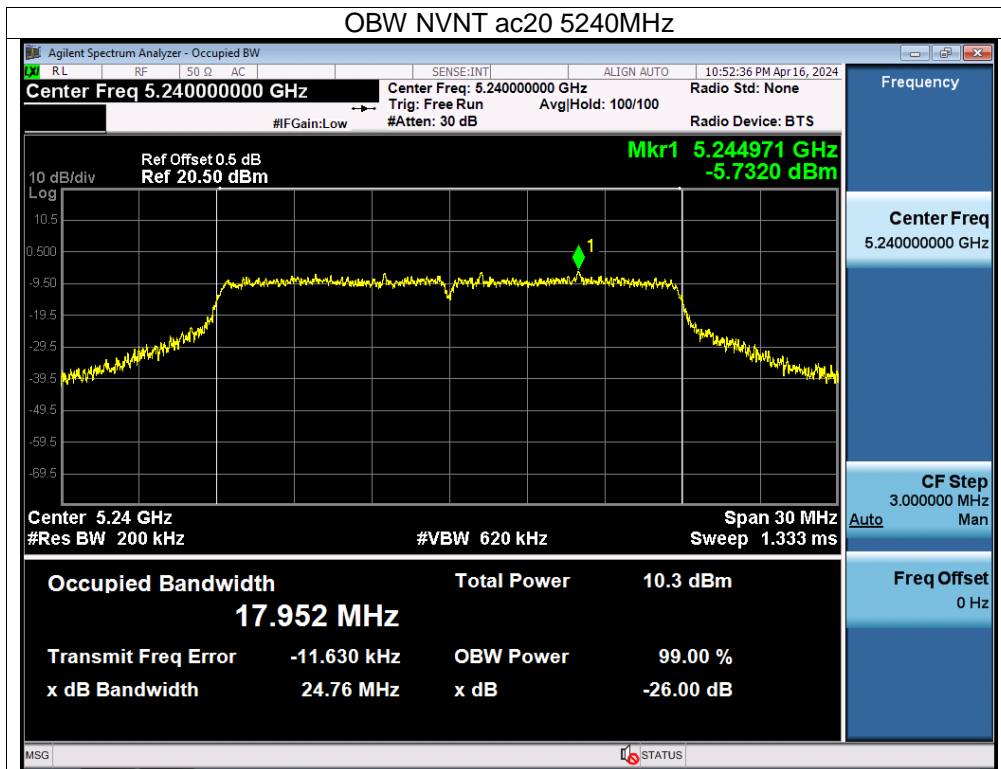 OBW NVNT ac20 5240MHz
Agilent Spectrum Analyzer - Occupied BW
LXI RL RF 50 Ω AC SENSE:INT ALIGN AUTO 10:52:36 PM Apr 16, 2024
Center Freq 5.240000000 GHz Center Freq: 5.240000000 GHz Radio Std: None
Trig: Free Run Avg|Hold: 100/100
#IFGain:Low #Atten: 30 dB Radio Device: BTS
Frequency
Mkr1 5.244971 GHz
-5.7320 dBm
Ref Offset 0.5 dB
10 dB/div Ref 20.50 dBm
Log
10.5
0.500
-9.50
-19.5
-29.5
-39.5
-49.5
-59.5
-69.5
1
Center Freq
5.240000000 GHz
Center 5.24 GHz Span 30 MHz
#Res BW 200 kHz #VBW 620 kHz Sweep 1.333 ms
CF Step
3.000000 MHz
Auto Man
Occupied Bandwidth Total Power 10.3 dBm
17.952 MHz
Transmit Freq Error -11.630 kHz OBW Power 99.00 %
x dB Bandwidth 24.76 MHz x dB -26.00 dB
Freq Offset
0 Hz
MSG STATUS